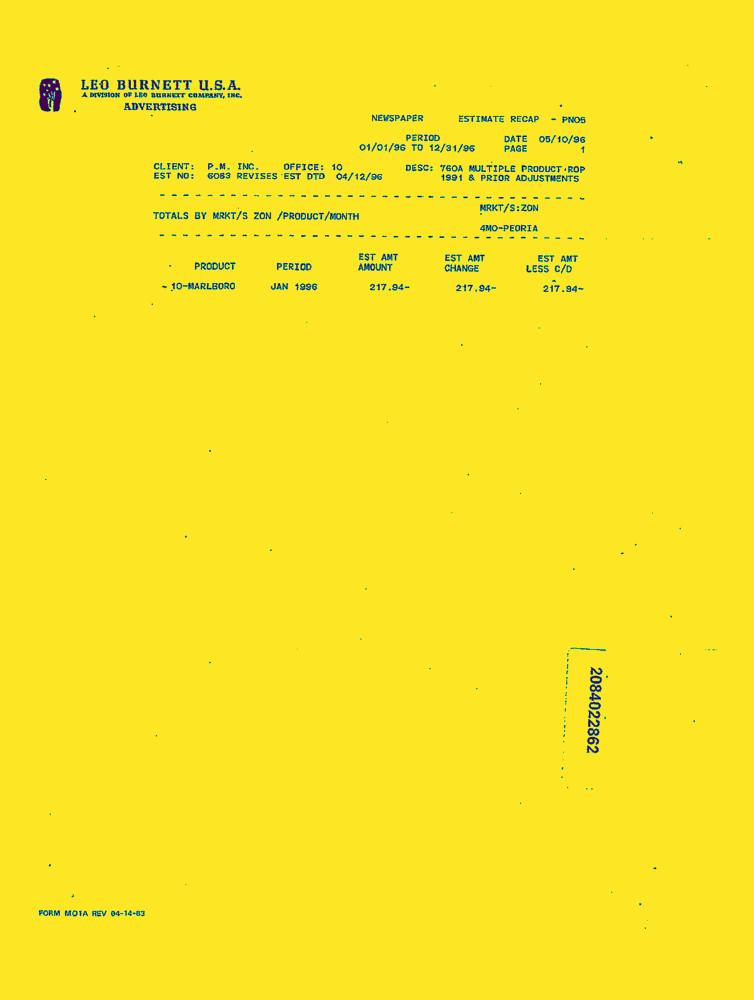 LEO BURNETT U.S.A.
A DIVISION OF LEO BURNETT COMPANY, INC.
ADVERTISING
NEWSPAPER ESTIMATE RECAP - PNO5
PERIOD DATE 05/10/96
01/01/96 TO 12/31/96 PAGE 1
CLIENT: P.M. INC. OFFICE: 10 DESC: 760A MULTIPLE PRODUCT ROP
EST NO: 6083 REVISES EST DTD 04/12/96 1991 & PRIOR ADJUSTMENTS
MRKT/S:ZON
TOTALS BY MRKT/S ZON /PRODUCT/MONTH
4MO-PEORIA
EST AMT EST AMT EST AMT
PRODUCT PERIOD AMOUNT CHANGE LESS C/D
10-MARLBORO JAN 1996 217.94- 217.94- 217.94-
2084022862
FORM MO1A REV 04-14-83